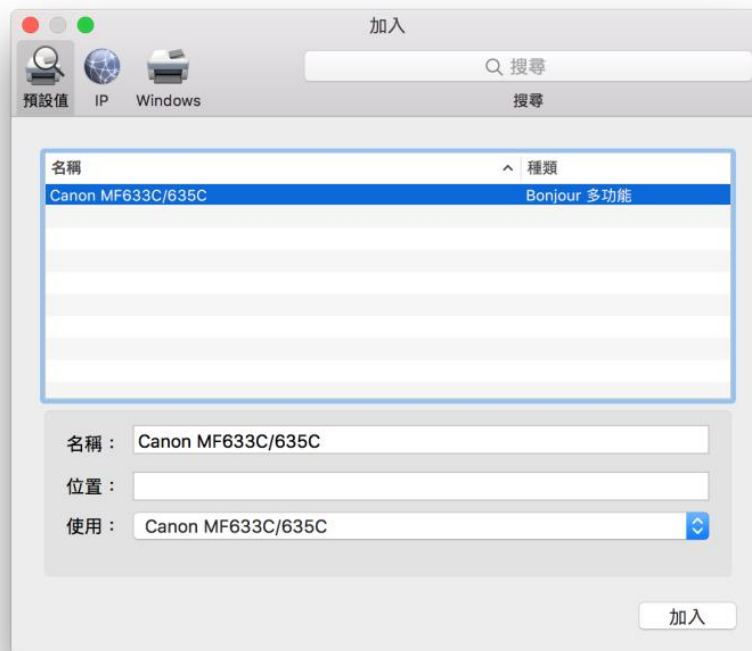 加入
搜尋
預設值 IP Windows 搜尋
名稱 種類
Canon MF633C/635C Bonjour 多功能
名稱： Canon MF633C/635C
位置：
使用： Canon MF633C/635C
加入